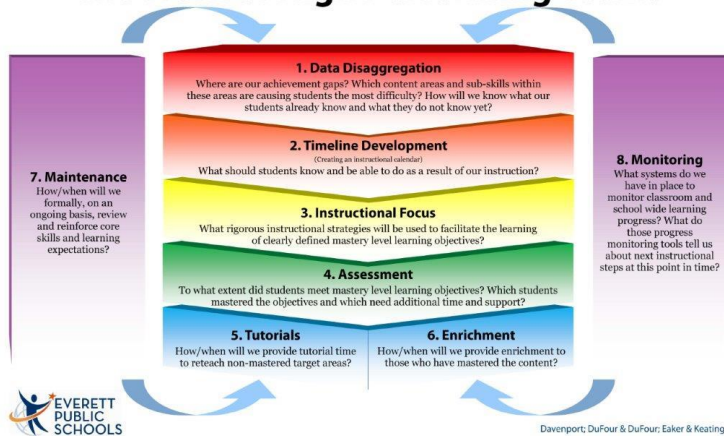 1. Data Disaggregation
Where are our achievement gaps? Which content areas and sub-skills within
these areas are causing students the most difficulty? How will we know what our
students already know and what they do not know yet?
2. Timeline Development
(Creating an instructional calendar)
What should students know and be able to do as a result of our instruction?
3. Instructional Focus
What rigorous instructional strategies will be used to facilitate the learning
of clearly defined mastery level learning objectives?
4. Assessment
To what extent did students meet mastery level learning objectives? Which students
mastered the objectives and which need additional time and support?
5. Tutorials
How/when will we provide tutorial time
to reteach non-mastered target areas?
6. Enrichment
How/when will we provide enrichment to
those who have mastered the content?
7. Maintenance
How/when will we
formally, on an
ongoing basis, review
and reinforce core
skills and learning
expectations?
8. Monitoring
What systems do we
have in place to
monitor classroom and
school wide learning
progress? What do
those progress
monitoring tools tell us
about next instructional
steps at this point in time?
EVERETT
PUBLIC
SCHOOLS
Davenport; DuFour & DuFour; Eaker & Keating